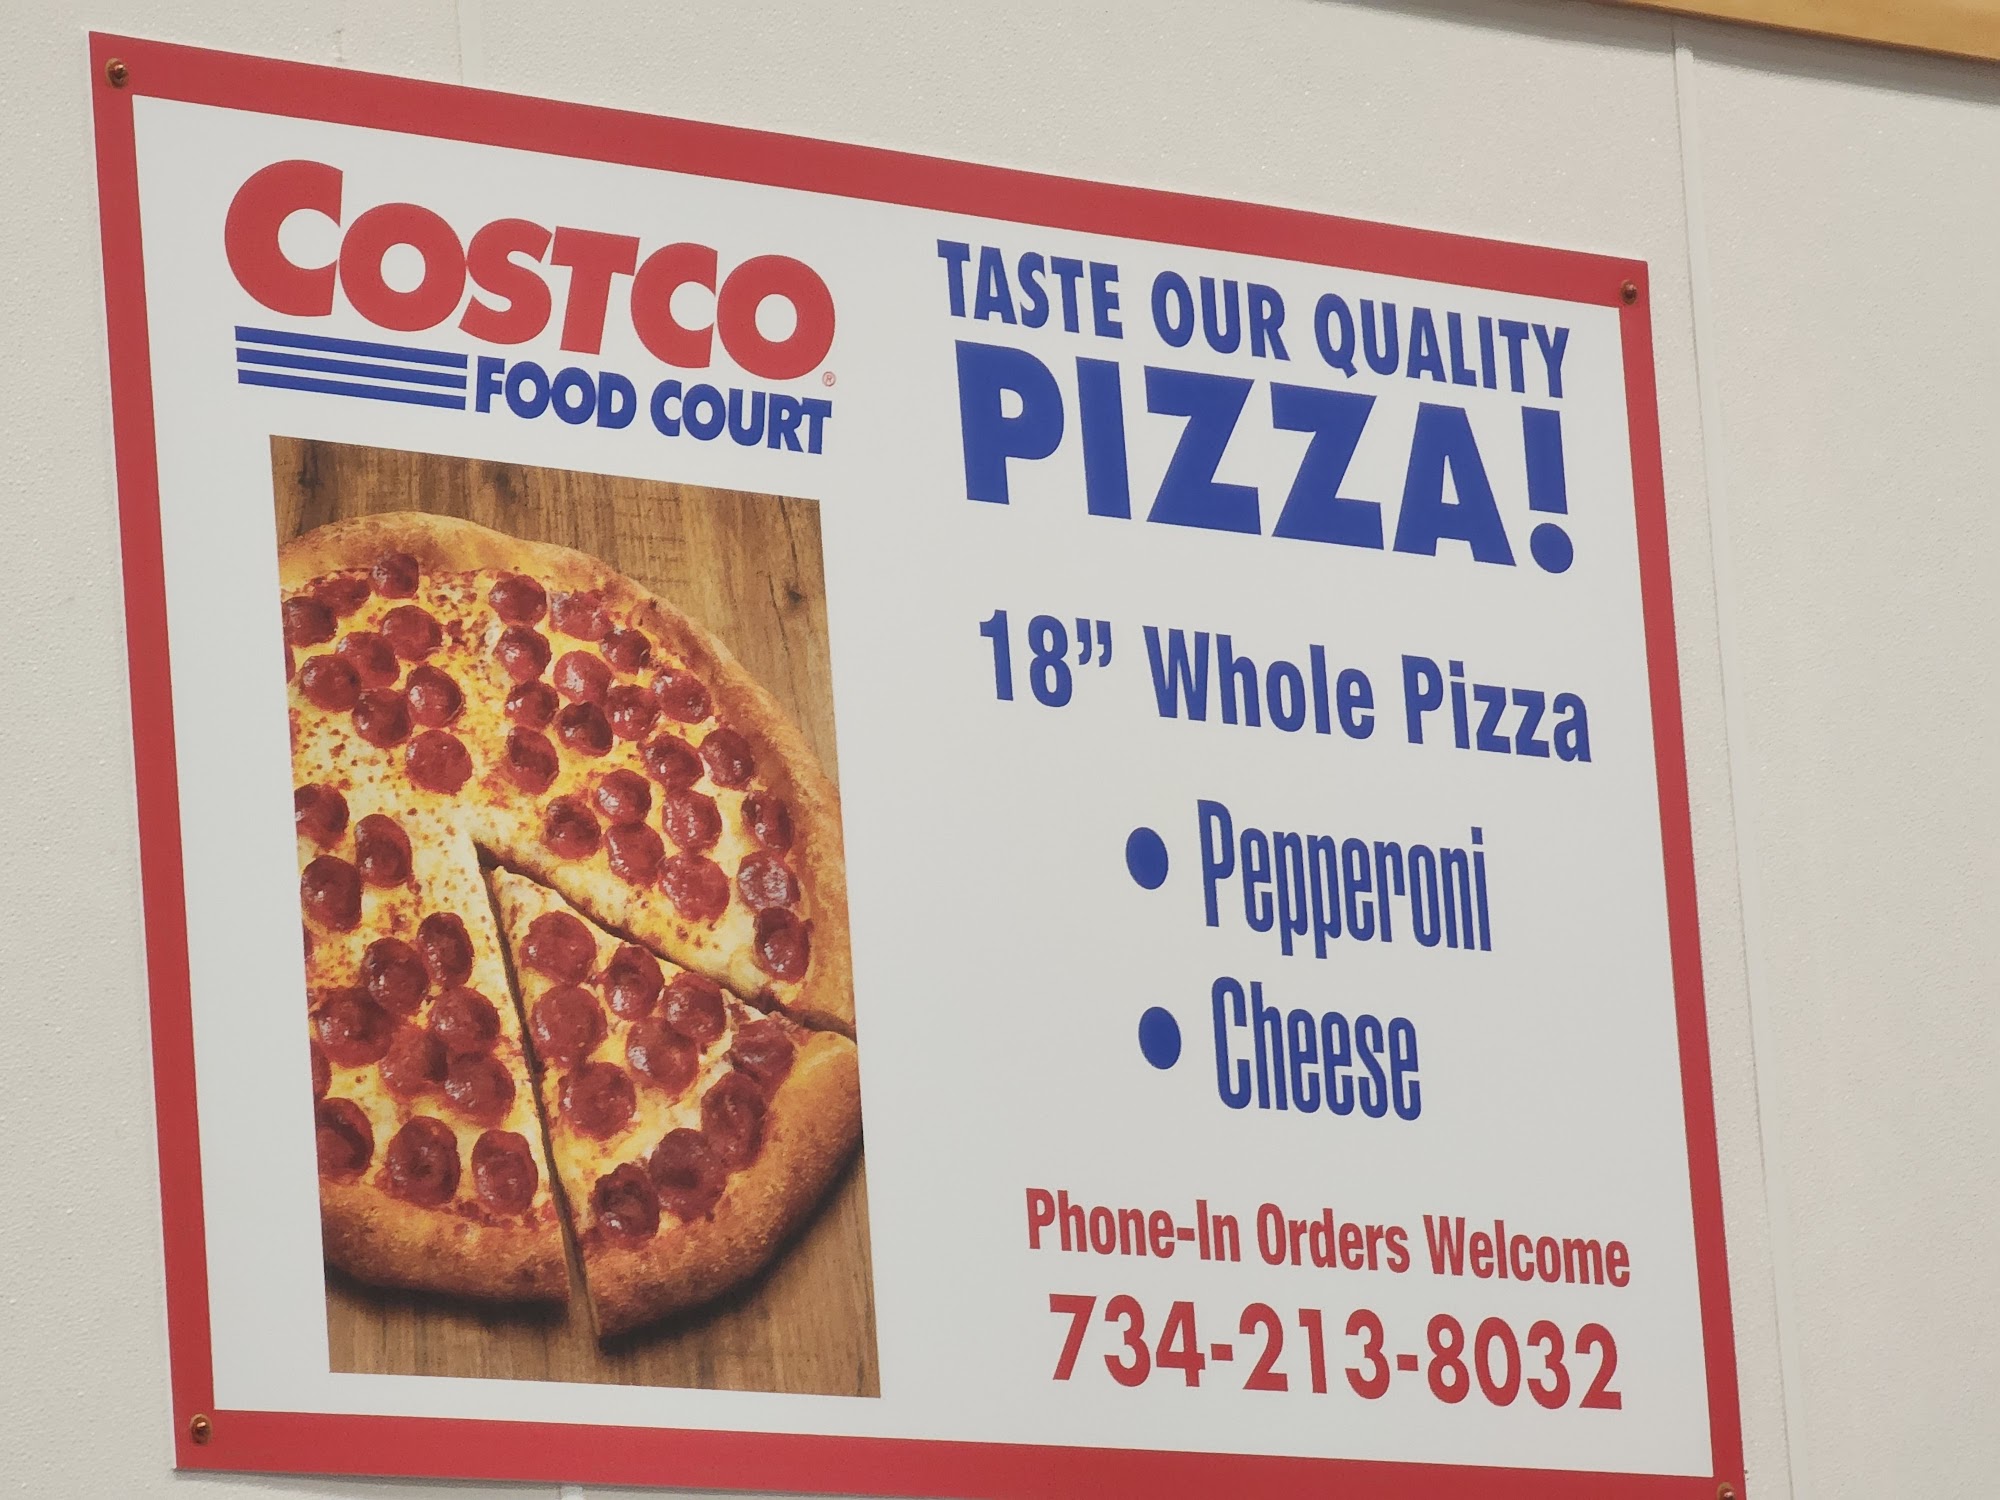 COSTCO®
FOOD COURT
TASTE OUR QUALITY
PIZZA!
18” Whole Pizza
• Pepperoni
• Cheese
Phone-In Orders Welcome
734-213-8032